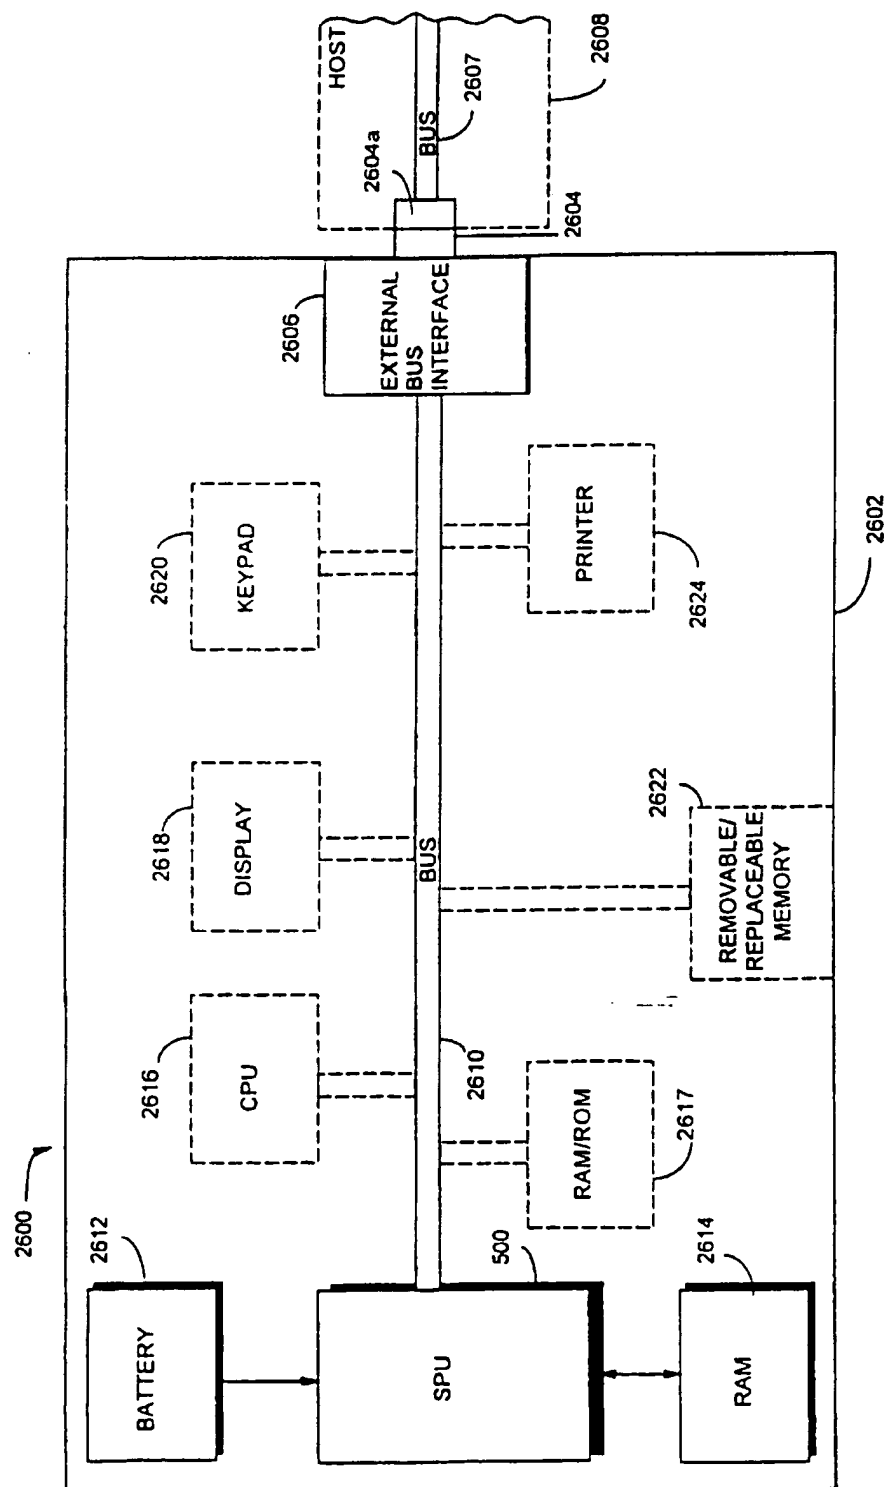 2600
BATTERY
2612
CPU
2616
DISPLAY
2618
KEYPAD
2620
2606
EXTERNAL
BUS
INTERFACE
HOST
2604a
BUS
2607
2604
2608
SPU
500
BUS
2610
RAM
2614
RAM/ROM
2617
REMOVABLE/
REPLACEABLE
MEMORY
2622
PRINTER
2624
2602